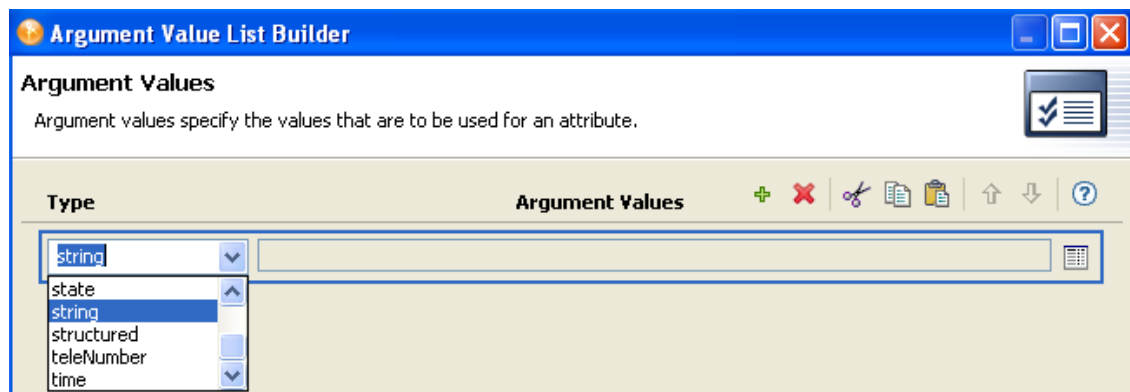 Argument Value List Builder
Argument Values
Argument values specify the values that are to be used for an attribute.
Type Argument Values
string
state
string
structured
teleNumber
time